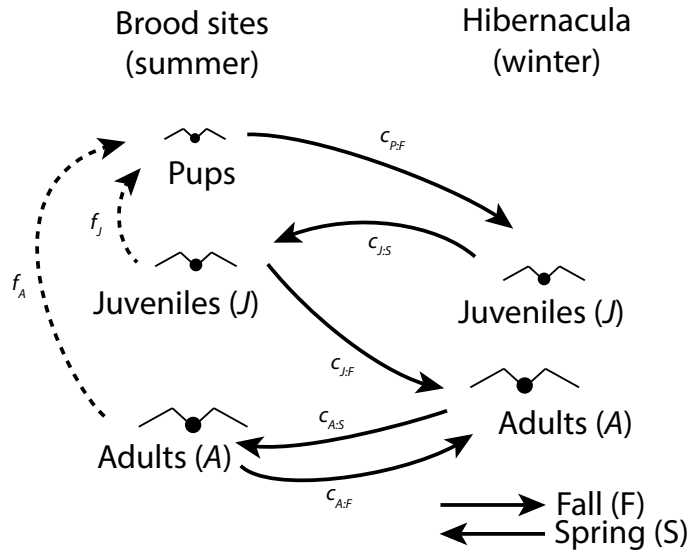 Brood sites
(summer)
Hibernacula
(winter)
Pups
c_{P:F}
f_J
c_{J:S}
f_A
Juveniles (J)
Juveniles (J)
c_{J:F}
c_{A:S}
Adults (A)
Adults (A)
c_{A:F}
Fall (F)
Spring (S)